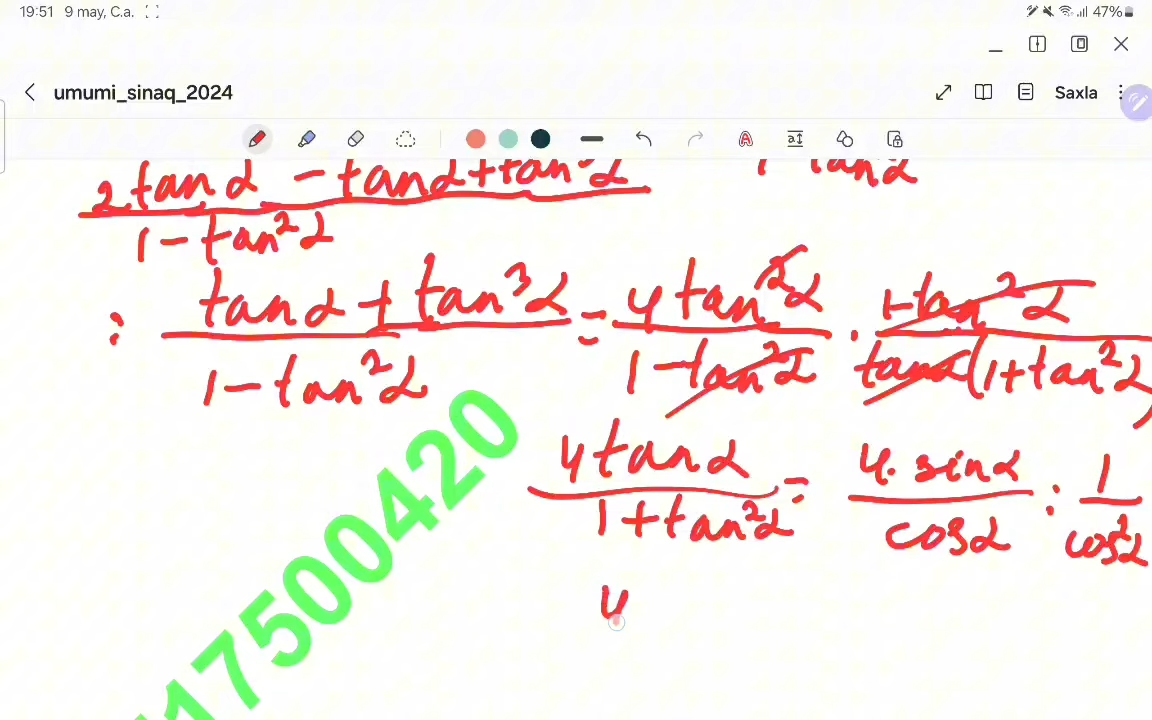 19:51 9 may, C.a. 47%
umumi_sinaq_2024 Saxla
2tanα − tanα + tan³α
1 − tan²α
: tanα + tan³α / 1 − tan²α = 4tan²α / 1 − tan²α · 1−tan²α / tanα(1+tan²α)
4tanα / 1+tan²α = 4·sinα / cosα : 1 / cos²α
4
1750420